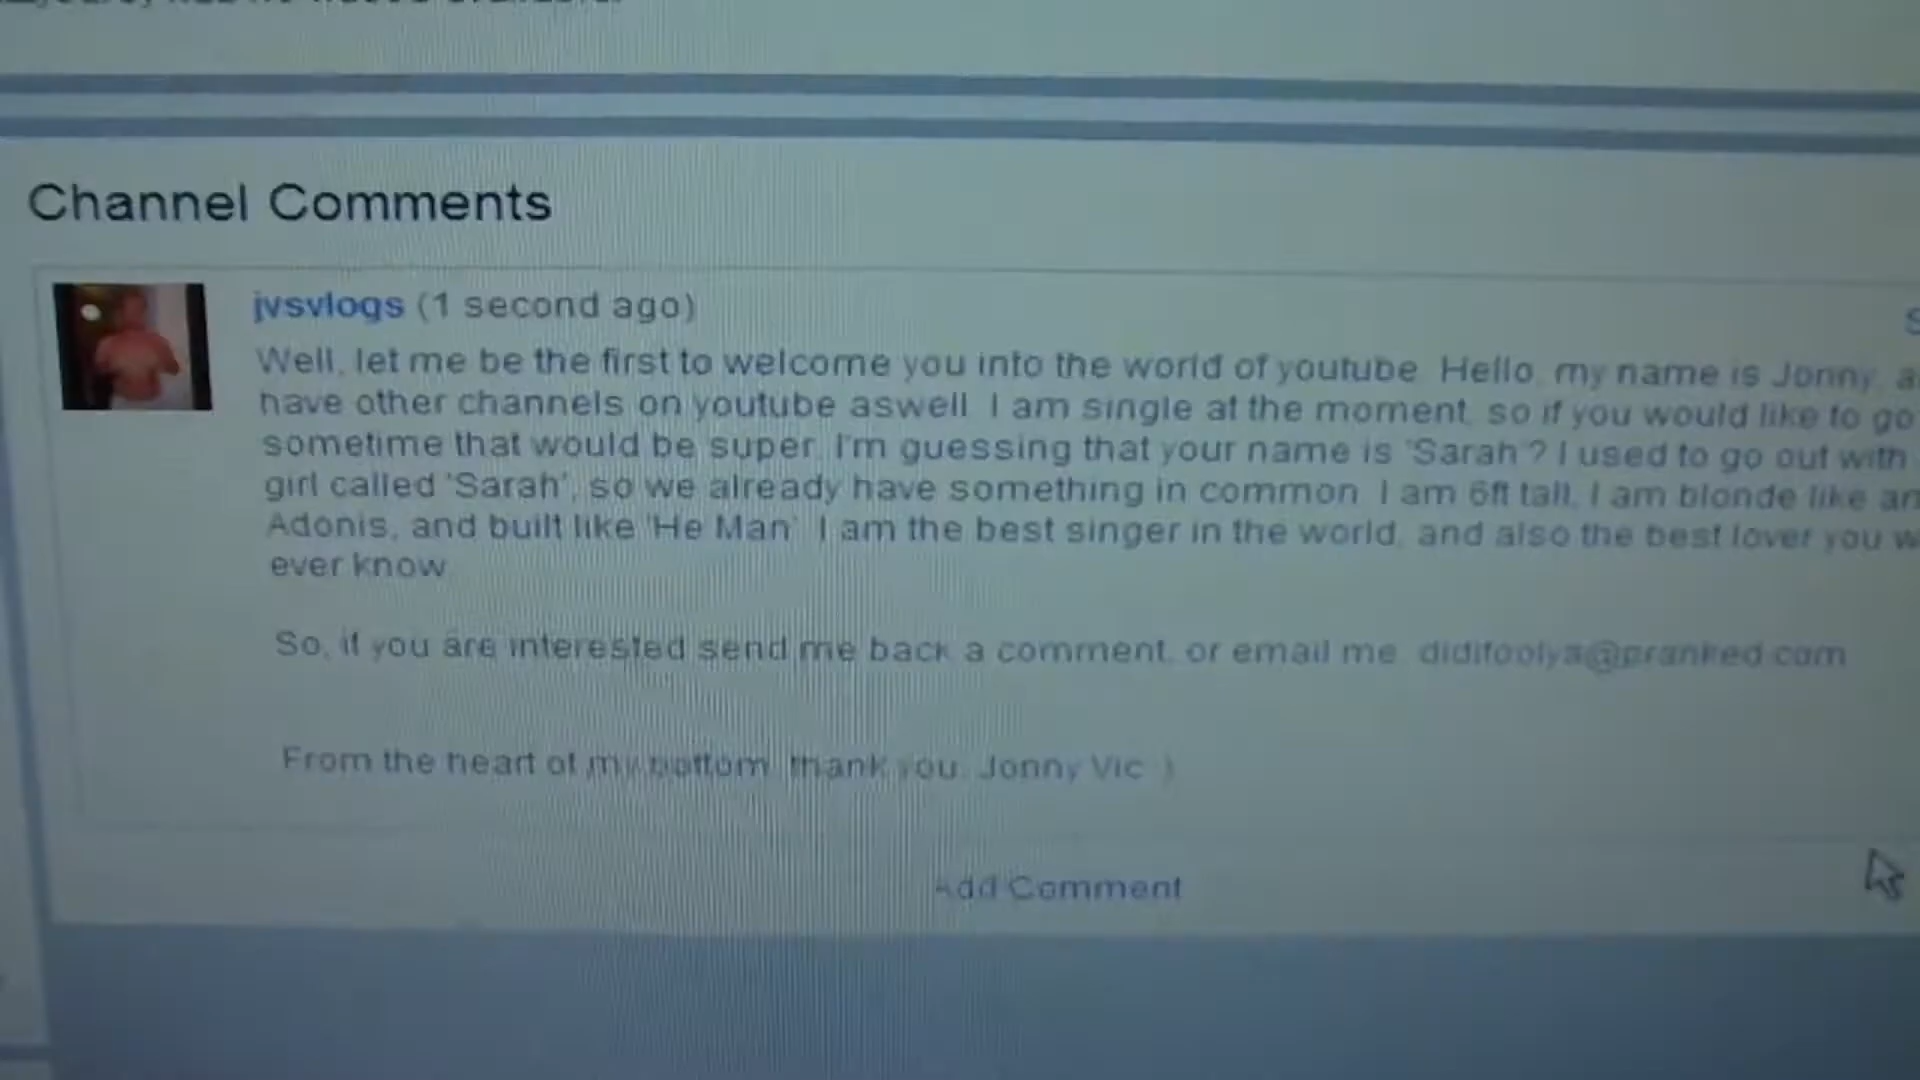 Channel Comments
jvsvlogs (1 second ago)
Well, let me be the first to welcome you into the world of youtube. Hello, my name is Jonny, a
have other channels on youtube aswell. I am single at the moment, so if you would like to go
sometime that would be super. I'm guessing that your name is 'Sarah'? I used to go out with
girl called 'Sarah', so we already have something in common. I am 6ft tall, I am blonde like an
Adonis, and built like 'He Man'. I am the best singer in the world, and also the best lover you w
ever know.
So, if you are interested send me back a comment, or email me. didifoolya@pranked.com
From the heart of my bottom, thank you. Jonny Vic :)
Add Comment